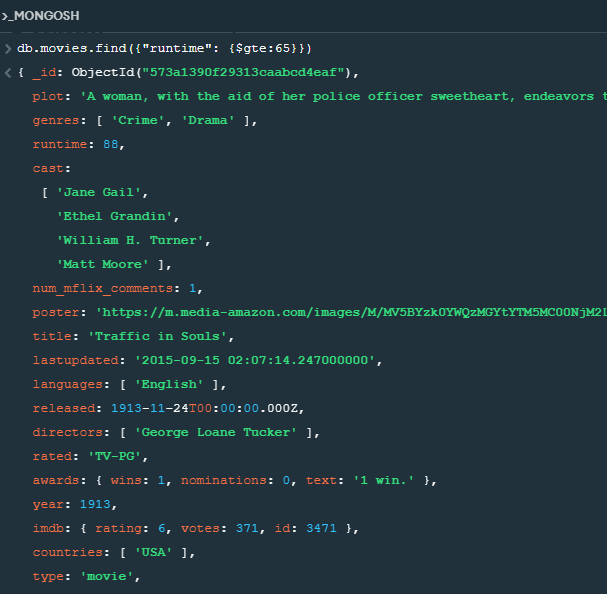 >_MONGOSH
> db.movies.find({"runtime": {$gte:65}})
< { _id: ObjectId("573a1390f29313caabcd4eaf"),
plot: 'A woman, with the aid of her police officer sweetheart, endeavors t
genres: [ 'Crime', 'Drama' ],
runtime: 88,
cast:
[ 'Jane Gail',
'Ethel Grandin',
'William H. Turner',
'Matt Moore' ],
num_mflix_comments: 1,
poster: 'https://m.media-amazon.com/images/M/MV5BYzk0YWQzMGYtYTM5MC00NjM2L
title: 'Traffic in Souls',
lastupdated: '2015-09-15 02:07:14.247000000',
languages: [ 'English' ],
released: 1913-11-24T00:00:00.000Z,
directors: [ 'George Loane Tucker' ],
rated: 'TV-PG',
awards: { wins: 1, nominations: 0, text: '1 win.' },
year: 1913,
imdb: { rating: 6, votes: 371, id: 3471 },
countries: [ 'USA' ],
type: 'movie',